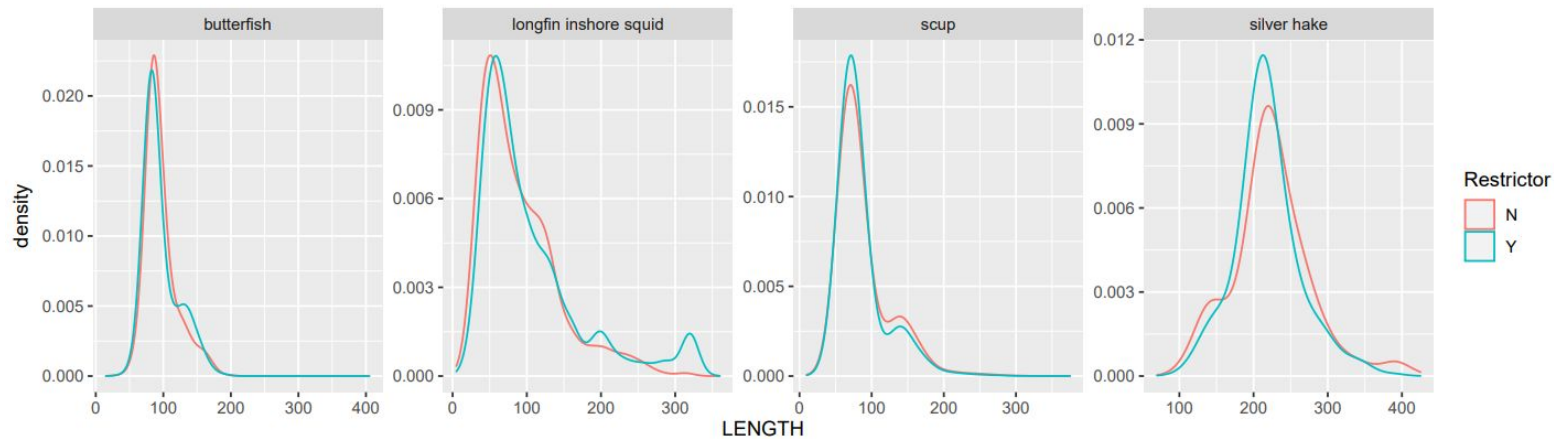 butterfish
longfin inshore squid
scup
silver hake
density
0.020
0.015
0.010
0.005
0.000
0 100 200 300 400
0.009
0.006
0.003
0.000
0 100 200 300
0.015
0.010
0.005
0.000
0 100 200 300
0.012
0.009
0.006
0.003
0.000
100 200 300 400
LENGTH
Restrictor
N
Y